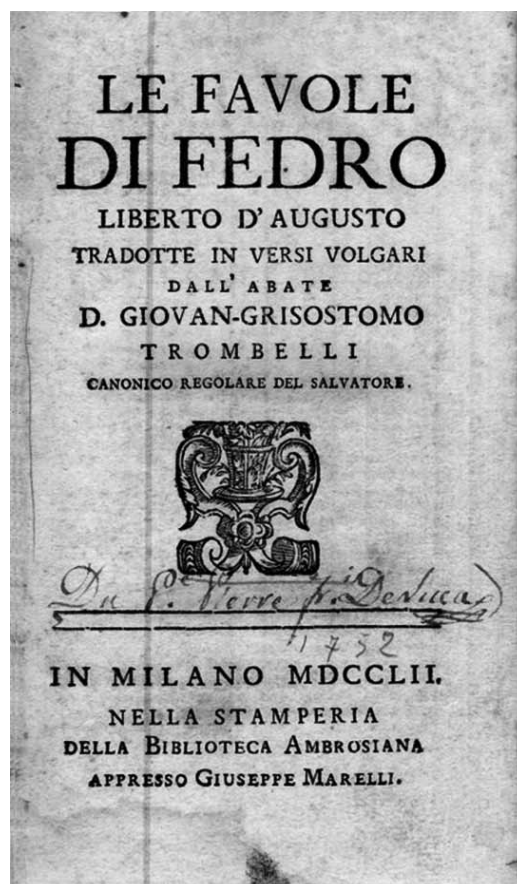 LE FAVOLE
DI FEDRO
LIBERTO D'AUGUSTO
TRADOTTE IN VERSI VOLGARI
DALL'ABATE
D. GIOVAN-GRISOSTOMO
TROMBELLI
CANONICO REGOLARE DEL SALVATORE.
1752
IN MILANO MDCCLII.
NELLA STAMPERIA
DELLA BIBLIOTECA AMBROSIANA
APPRESSO GIUSEPPE MARELLI.